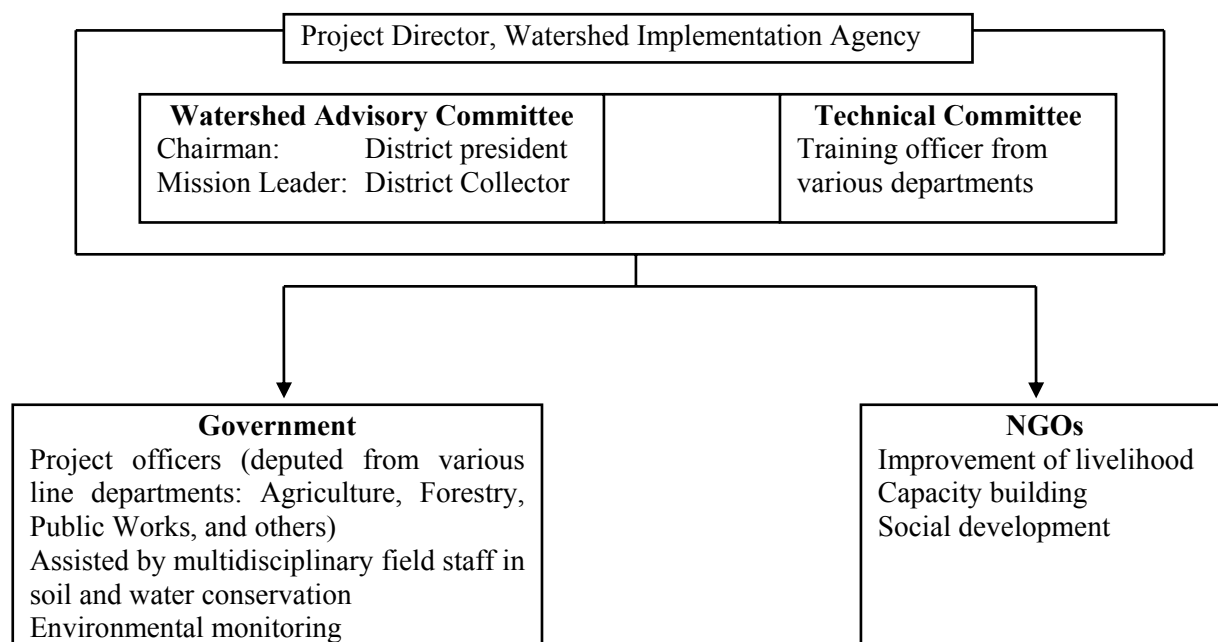 Project Director, Watershed Implementation Agency
Watershed Advisory Committee
Chairman: District president
Mission Leader: District Collector
Technical Committee
Training officer from
various departments
Government
Project officers (deputed from various
line departments: Agriculture, Forestry,
Public Works, and others)
Assisted by multidisciplinary field staff in
soil and water conservation
Environmental monitoring
NGOs
Improvement of livelihood
Capacity building
Social development